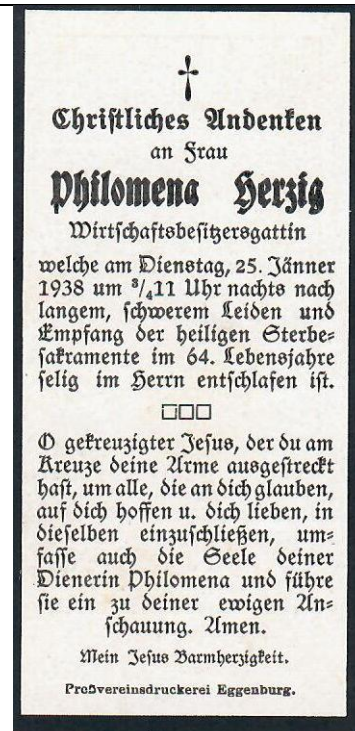 Christliches Andenken
an Frau
Philomena Herzig
Wirtschaftsbesitzersgattin
welche am Dienstag, 25. Jänner
1938 um ³/₄11 Uhr nachts nach
langem, schwerem Leiden und
Empfang der heiligen Sterbe=
sakramente im 64. Lebensjahre
selig im Herrn entschlafen ist.
O gekreuzigter Jesus, der du am
Kreuze deine Arme ausgestreckt
hast, um alle, die an dich glauben,
auf dich hoffen u. dich lieben, in
dieselben einzuschließen, um=
fasse auch die Seele deiner
Dienerin Philomena und führe
sie ein zu deiner ewigen An=
schauung. Amen.
Mein Jesus Barmherzigkeit.
Preßvereinsdruckerei Eggenburg.